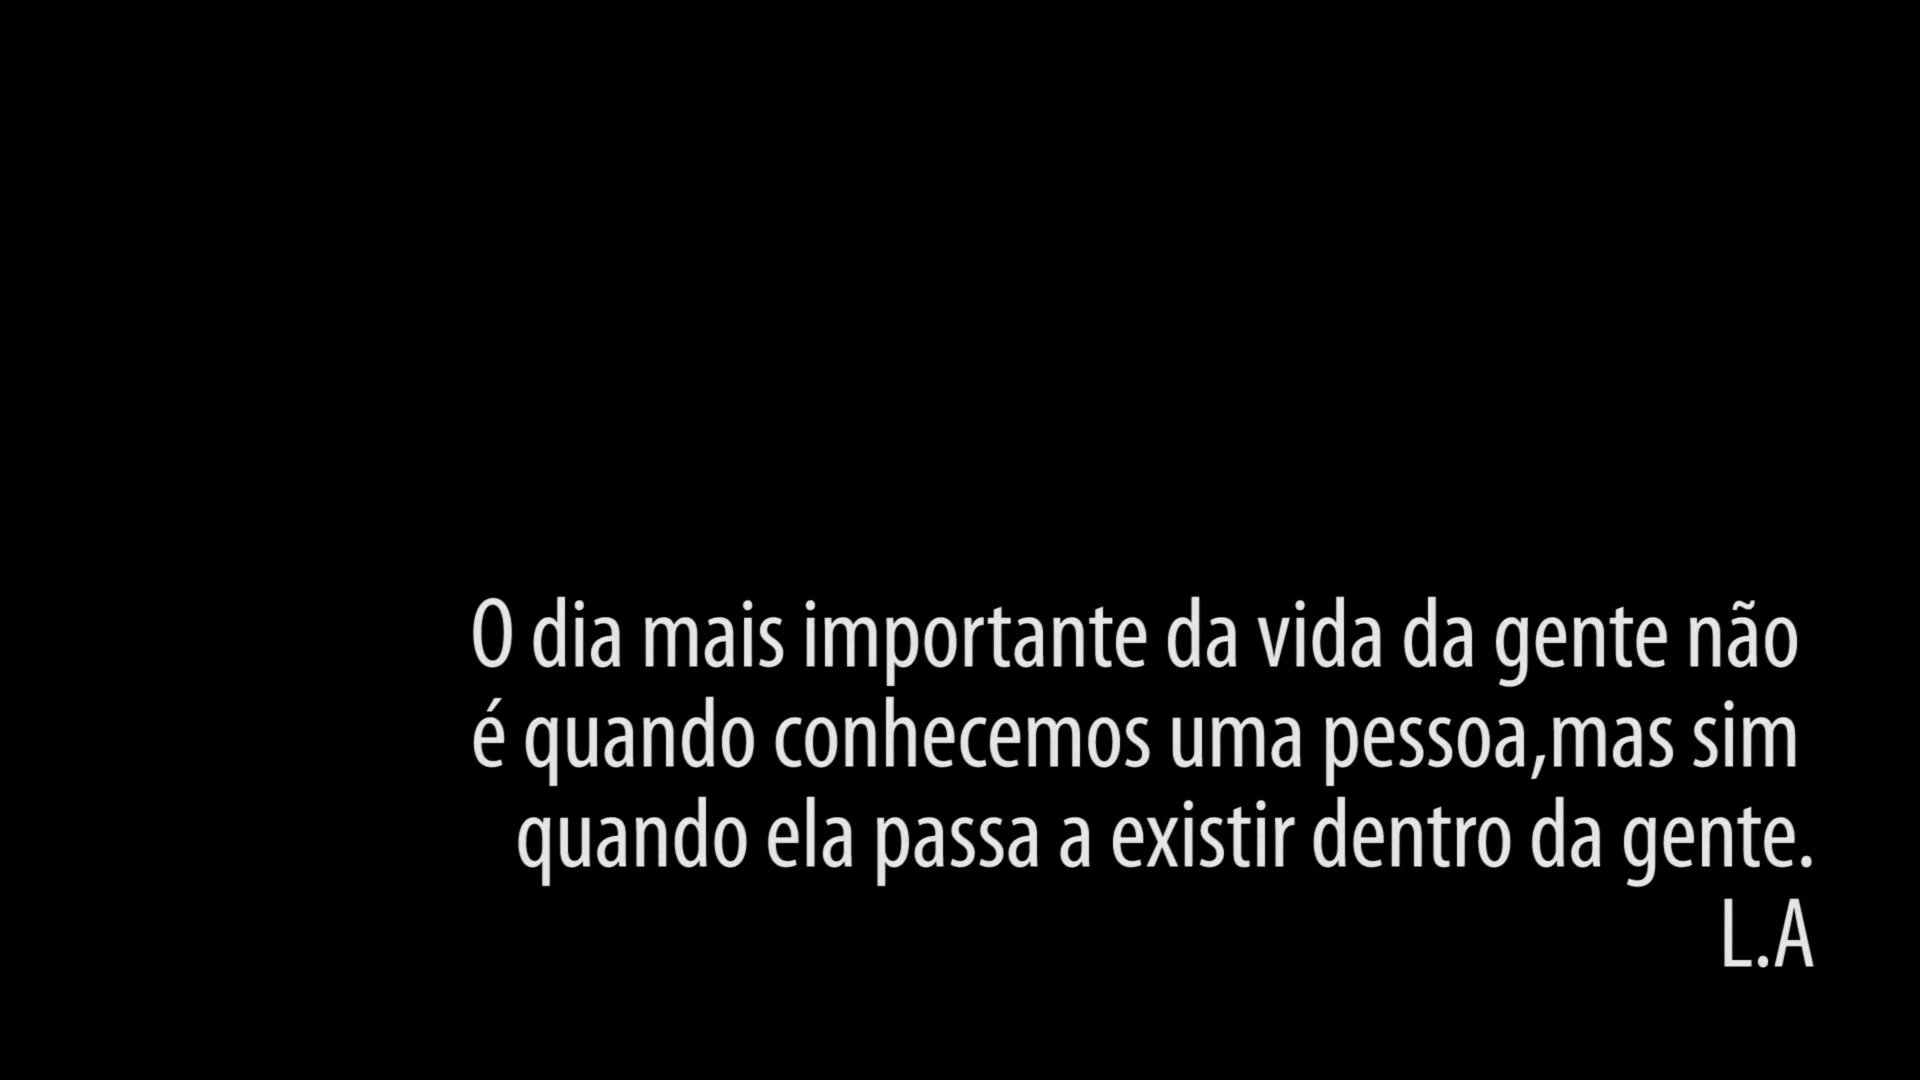 O dia mais importante da vida da gente não
é quando conhecemos uma pessoa,mas sim
quando ela passa a existir dentro da gente.
L.A